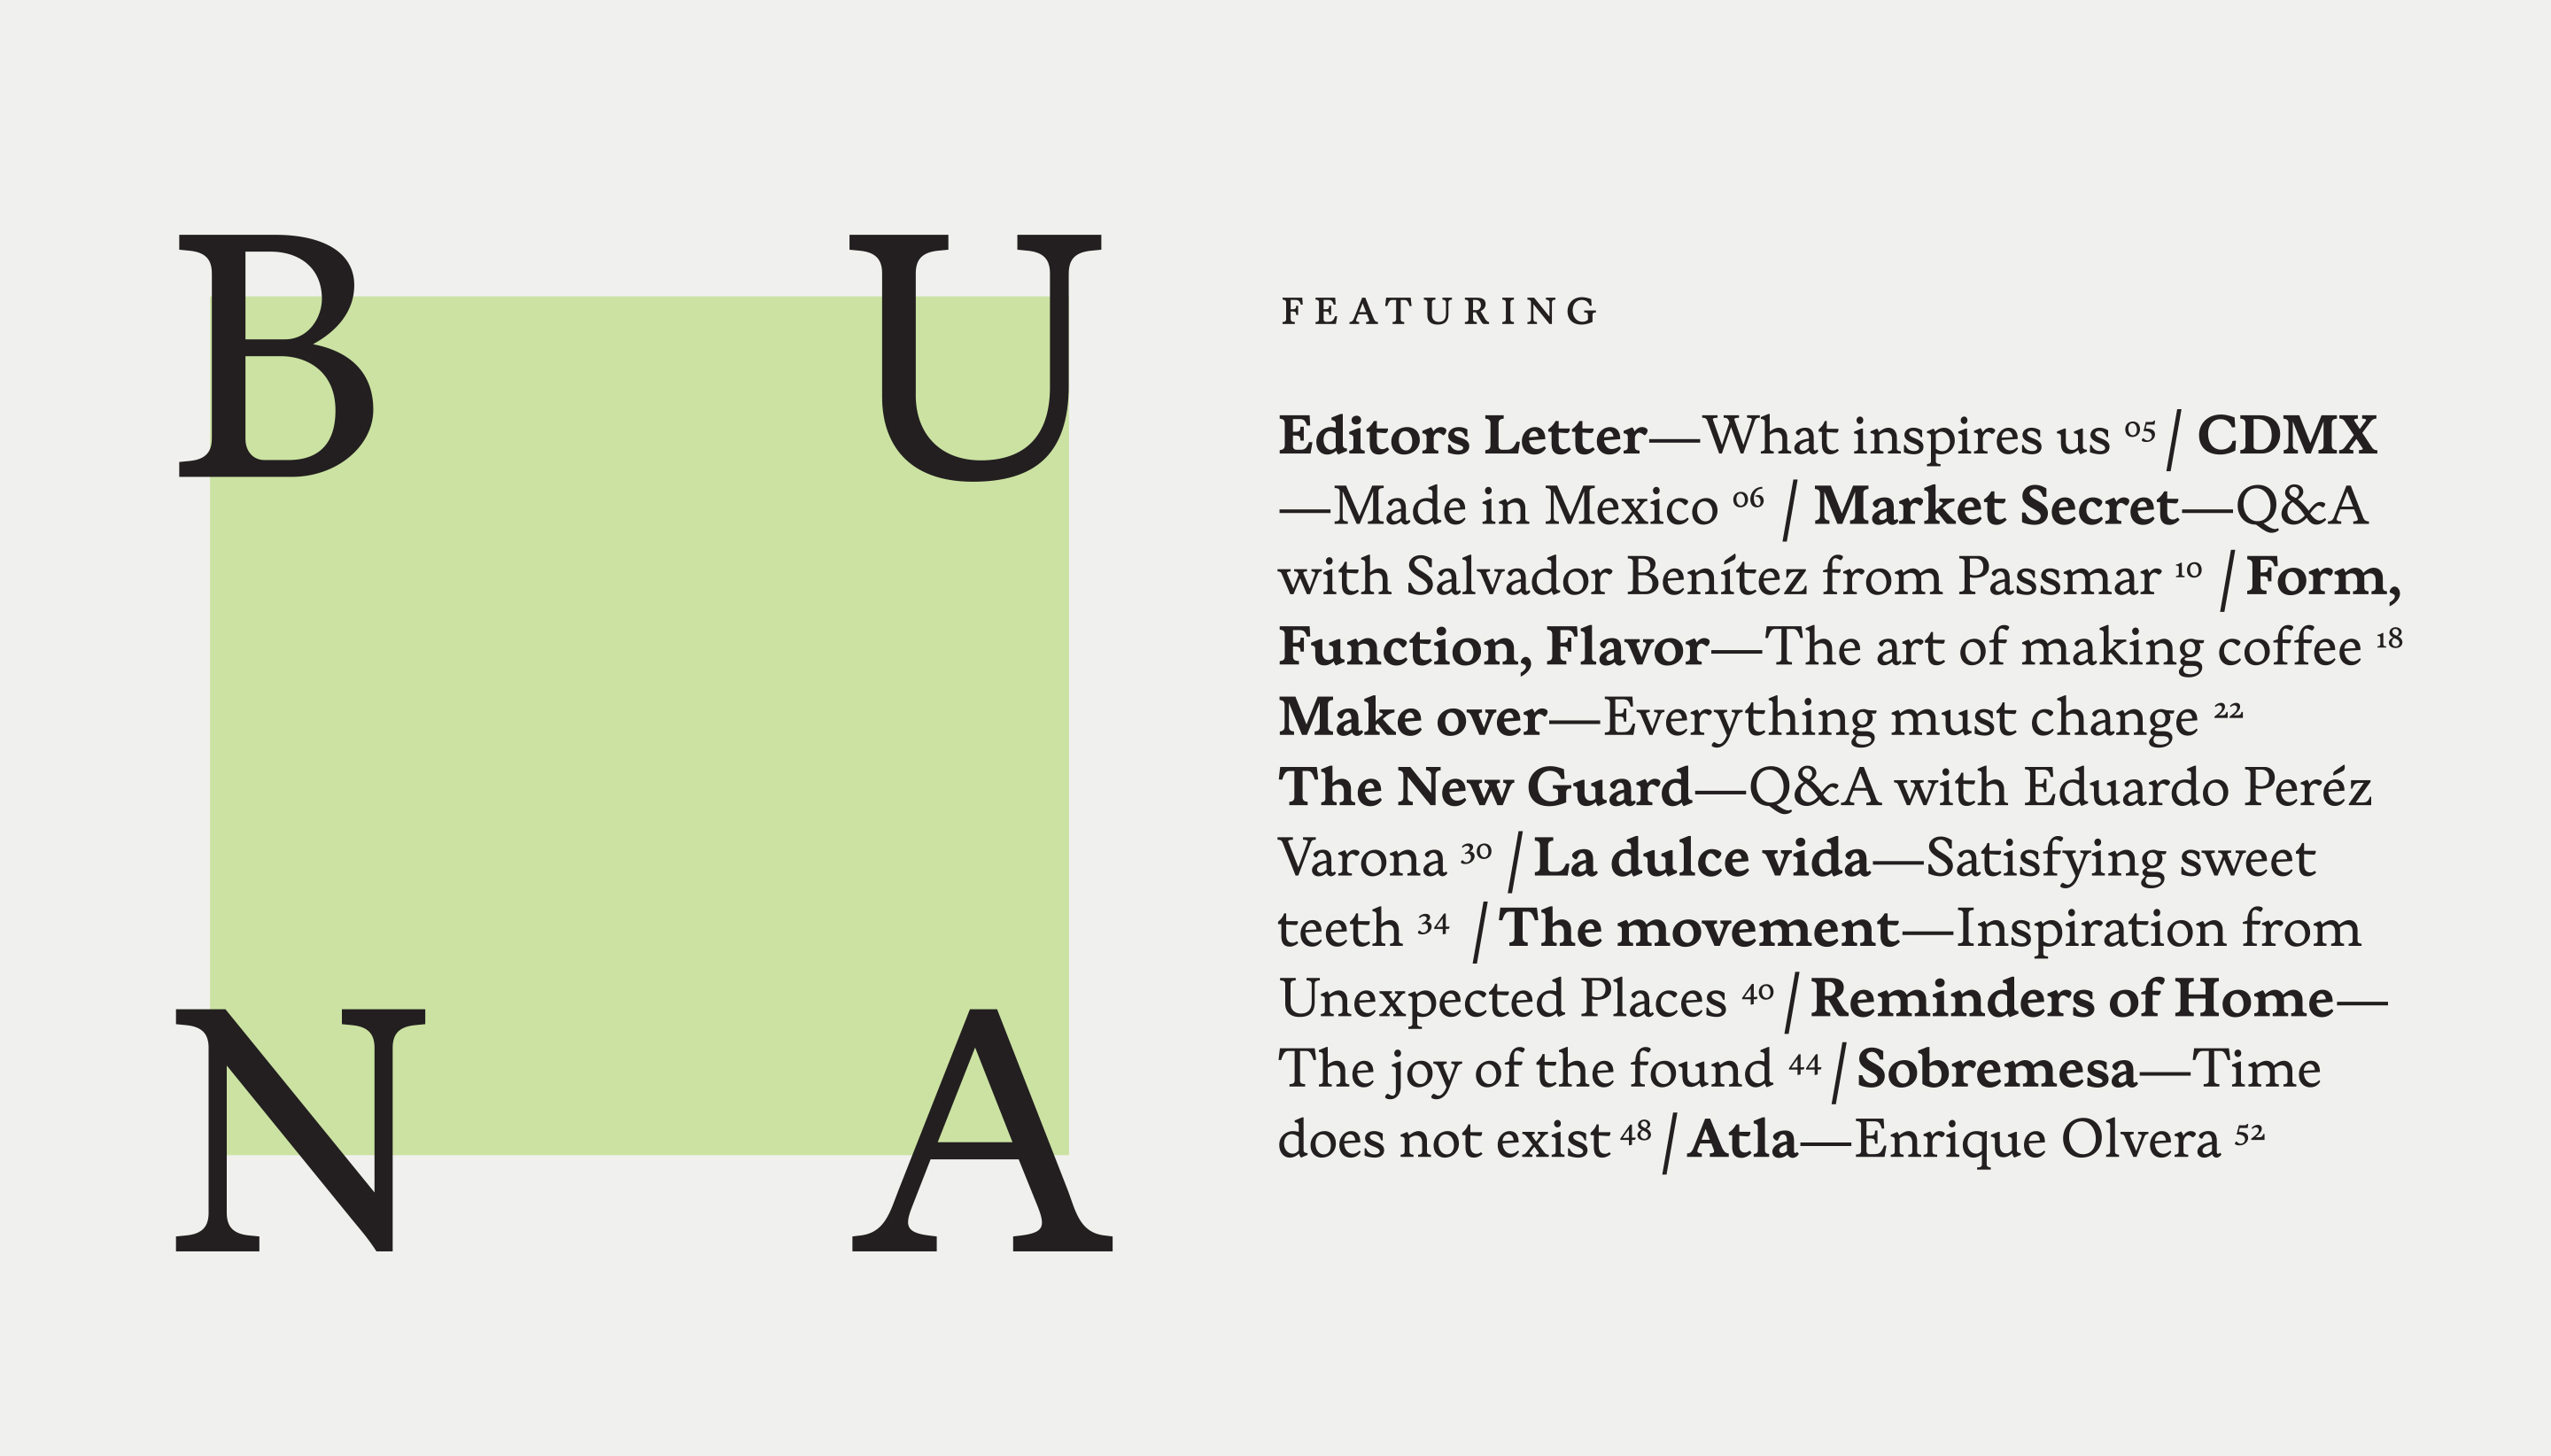 B U
N A
FEATURING
Editors Letter—What inspires us 05 / CDMX
—Made in Mexico 06 / Market Secret—Q&A
with Salvador Benítez from Passmar 10 / Form,
Function, Flavor—The art of making coffee 18
Make over—Everything must change 22
The New Guard—Q&A with Eduardo Peréz
Varona 30 / La dulce vida—Satisfying sweet
teeth 34 / The movement—Inspiration from
Unexpected Places 40 / Reminders of Home—
The joy of the found 44 / Sobremesa—Time
does not exist 48 / Atla—Enrique Olvera 52